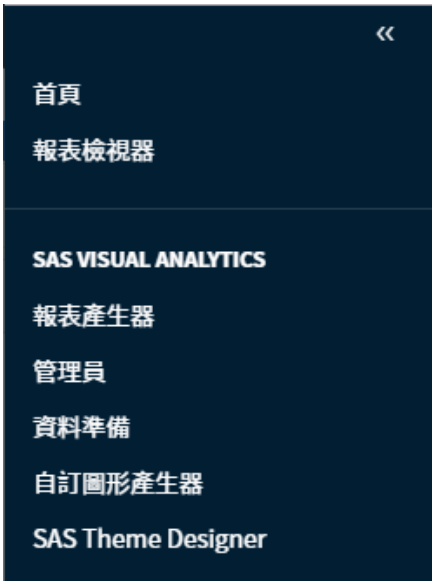 «
首頁
報表檢視器
SAS VISUAL ANALYTICS
報表產生器
管理員
資料準備
自訂圖形產生器
SAS Theme Designer